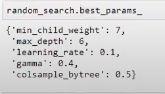 random_search.best_params_
{'min_child_weight': 7,
'max_depth': 6,
'learning_rate': 0.1,
'gamma': 0.4,
'colsample_bytree': 0.5}